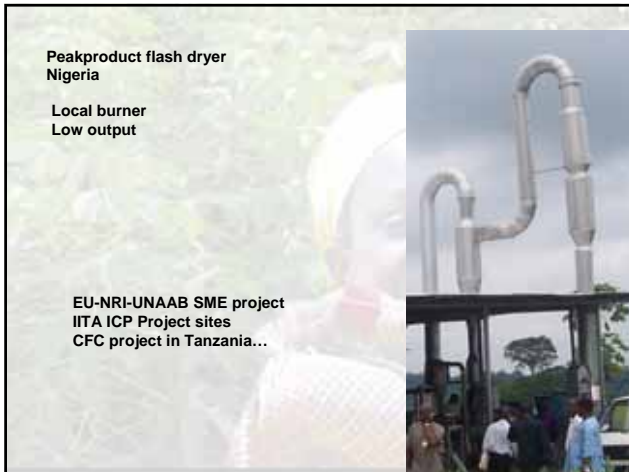 Peakproduct flash dryer
Nigeria
Local burner
Low output
EU-NRI-UNAAB SME project
IITA ICP Project sites
CFC project in Tanzania…